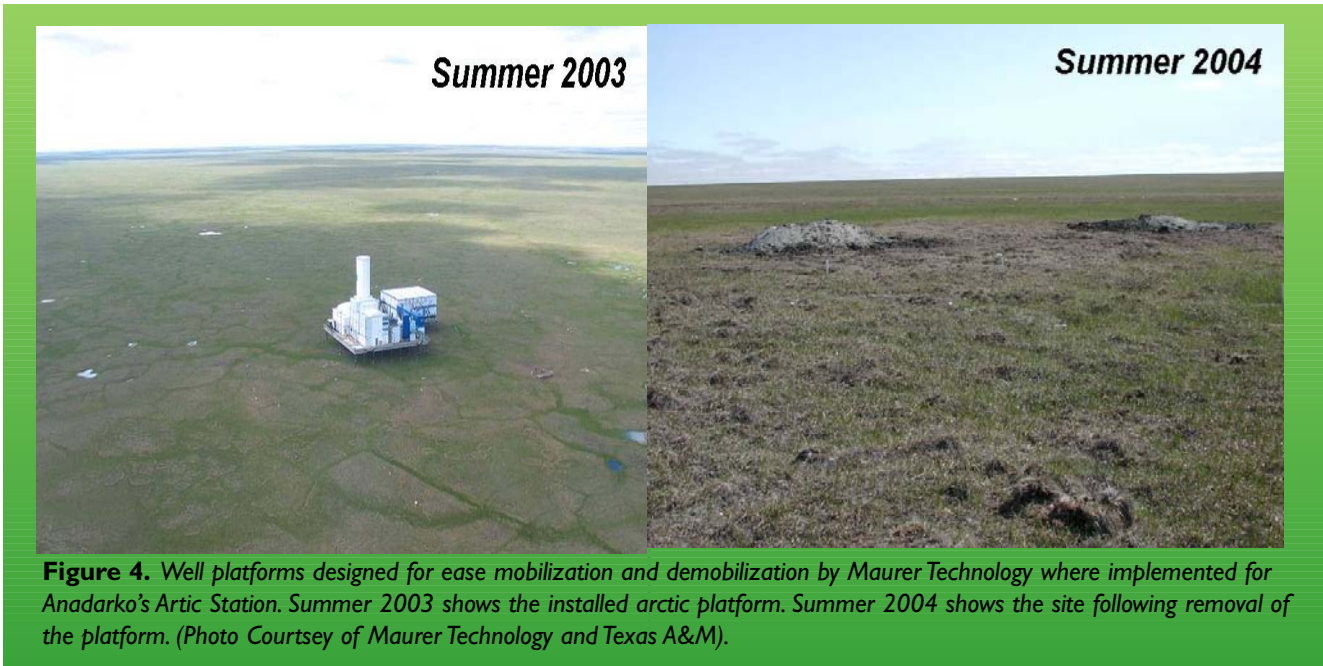 Summer 2003
Summer 2004
Figure 4. Well platforms designed for ease mobilization and demobilization by Maurer Technology where implemented for
Anadarko's Artic Station. Summer 2003 shows the installed arctic platform. Summer 2004 shows the site following removal of
the platform. (Photo Courtsey of Maurer Technology and Texas A&M).